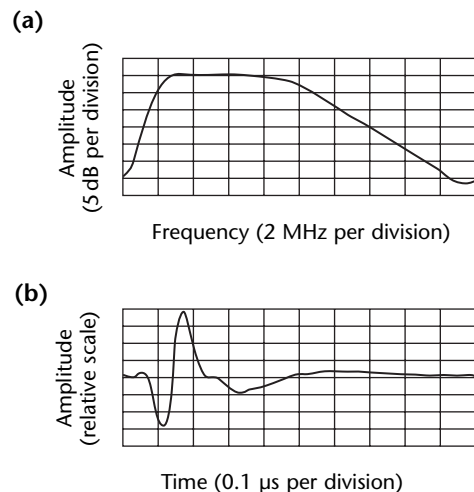 (a)
Amplitude
(5 dB per division)
Frequency (2 MHz per division)
(b)
Amplitude
(relative scale)
Time (0.1 µs per division)